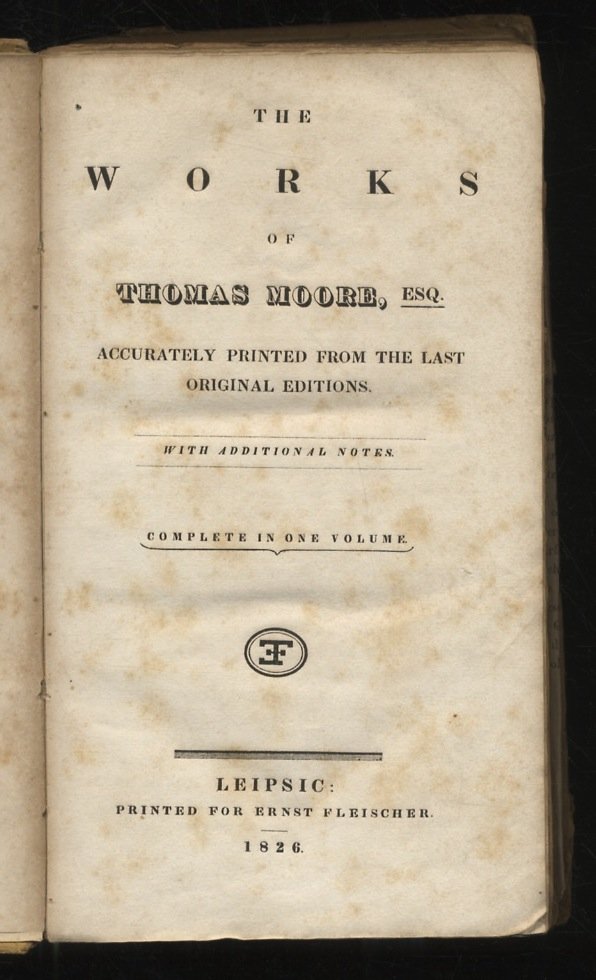 THE
WORKS
OF
THOMAS MOORE, ESQ.
ACCURATELY PRINTED FROM THE LAST
ORIGINAL EDITIONS.
WITH ADDITIONAL NOTES.
COMPLETE IN ONE VOLUME.
EF
LEIPSIC:
PRINTED FOR ERNST FLEISCHER.
1826.